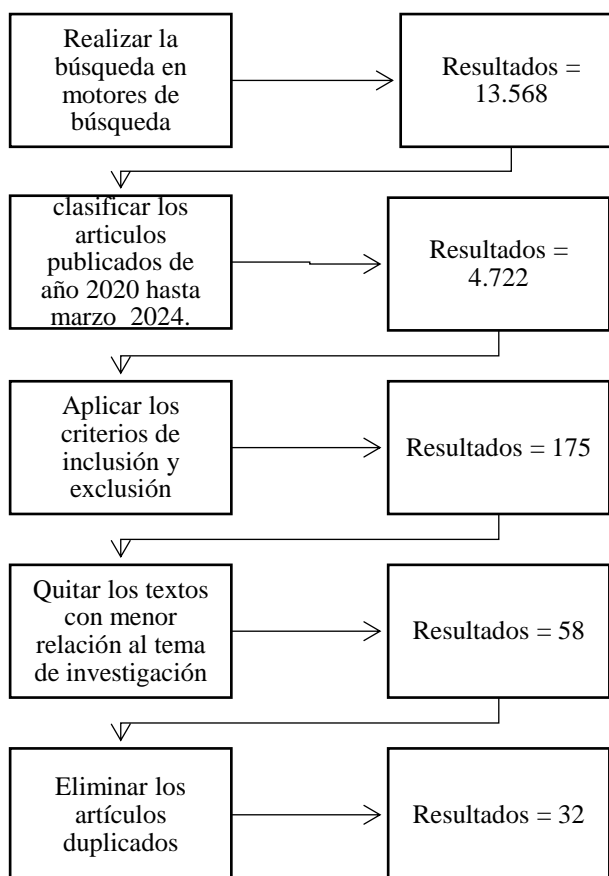 Realizar la
búsqueda en
motores de
búsqueda
Resultados =
13.568
clasificar los
articulos
publicados de
año 2020 hasta
marzo 2024.
Resultados =
4.722
Aplicar los
criterios de
inclusión y
exclusión
Resultados = 175
Quitar los textos
con menor
relación al tema
de investigación
Resultados = 58
Eliminar los
artículos
duplicados
Resultados = 32